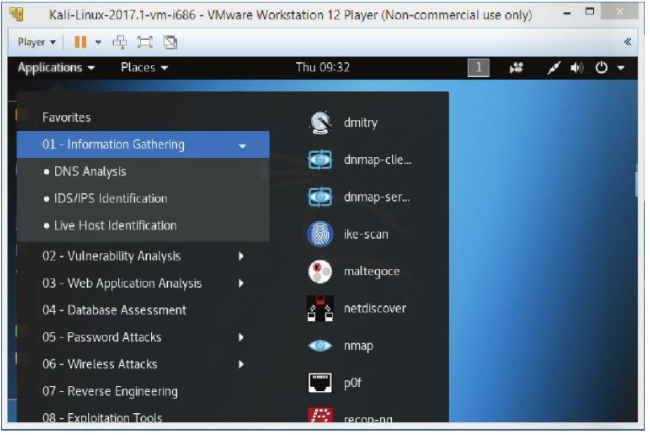 Kali-Linux-2017.1-vm-i686 - VMware Workstation 12 Player (Non-commercial use only)
Player
Applications Places Thu 09:32 1
Favorites
01 - Information Gathering
• DNS Analysis
• IDS/IPS Identification
• Live Host Identification
02 - Vulnerability Analysis
03 - Web Application Analysis
04 - Database Assessment
05 - Password Attacks
06 - Wireless Attacks
07 - Reverse Engineering
08 - Exploitation Tools
dmitry
dnmap-clie...
dnmap-ser...
ike-scan
maltegoce
netdiscover
nmap
p0f
recon-ng